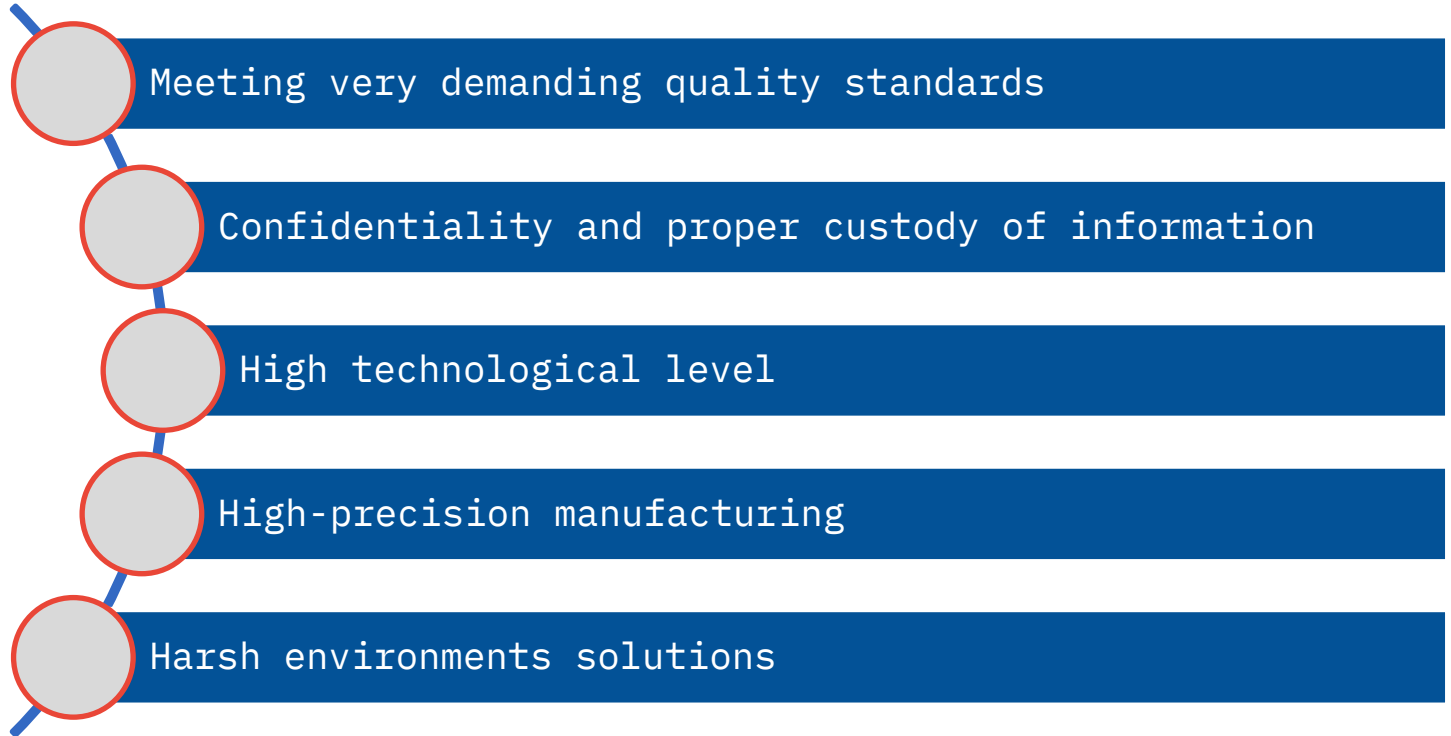 Meeting very demanding quality standards
Confidentiality and proper custody of information
High technological level
High-precision manufacturing
Harsh environments solutions